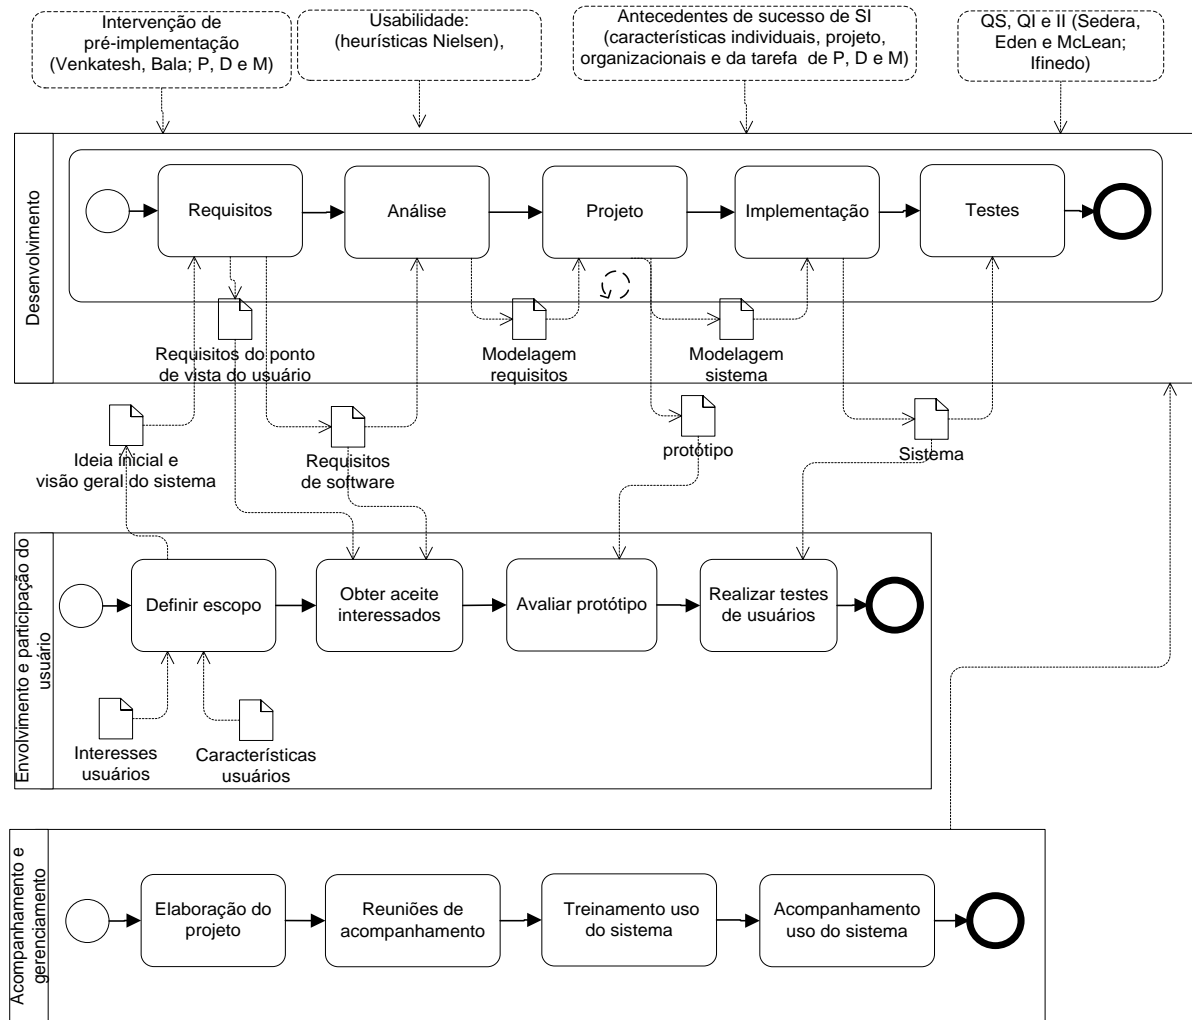 Intervenção de
pré-implementação
(Venkatesh, Bala; P, D e M)
Usabilidade:
(heurísticas Nielsen),
Antecedentes de sucesso de SI
(características individuais, projeto,
organizacionais e da tarefa de P, D e M)
QS, QI e II (Sedera,
Eden e McLean;
Ifinedo)
Desenvolvimento
Requisitos
Análise
Projeto
Implementação
Testes
Requisitos do ponto
de vista do usuário
Modelagem
requisitos
Modelagem
sistema
Ideia inicial e
visão geral do sistema
Requisitos
de software
protótipo
Sistema
Envolvimento e participação do
usuário
Definir escopo
Obter aceite
interessados
Avaliar protótipo
Realizar testes
de usuários
Interesses
usuários
Características
usuários
Acompanhamento e
gerenciamento
Elaboração do
projeto
Reuniões de
acompanhamento
Treinamento uso
do sistema
Acompanhamento
uso do sistema